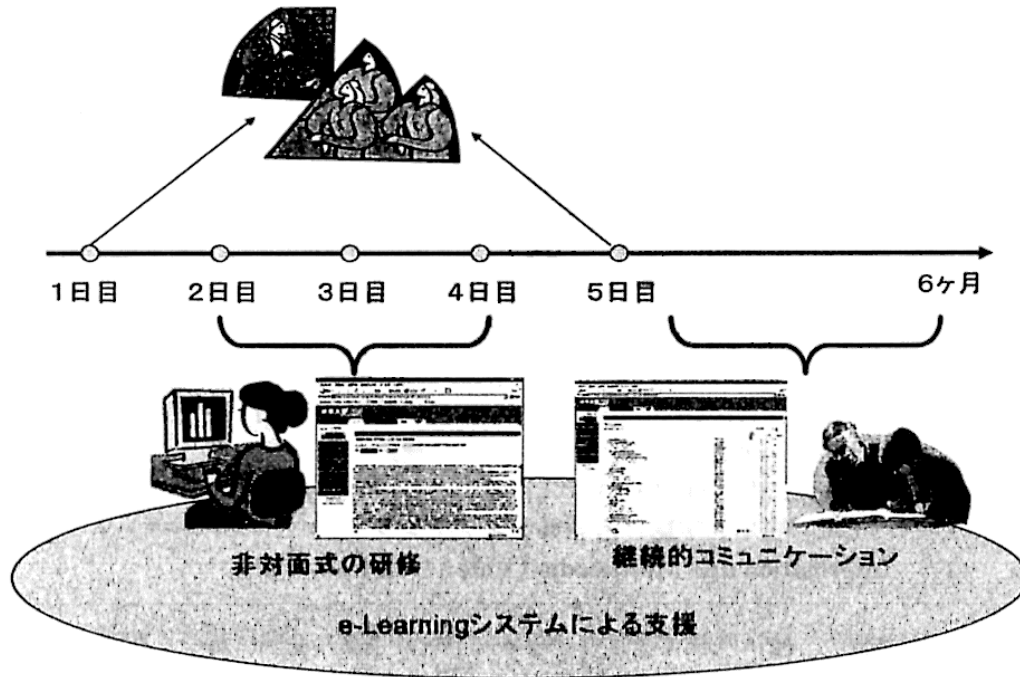 1日目
2日目
3日目
4日目
5日目
6ヶ月
非対面式の研修
継続的コミュニケーション
e-Learningシステムによる支援